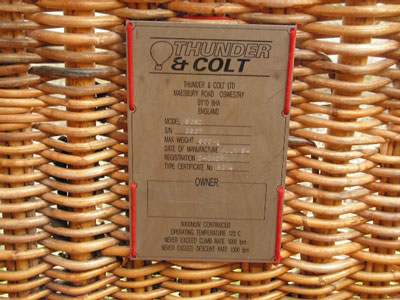 THUNDER
& COLT
THUNDER & COLT LTD
MAESBURY ROAD OSWESTRY
SY10 8HA
ENGLAND
MODEL
S/N
MAX WEIGHT
DATE OF MANUFACTURE
REGISTRATION
TYPE CERTIFICATE No
OWNER
MAXIMUM CONTINUOUS
OPERATING TEMPERATURE 120°C
NEVER EXCEED CLIMB RATE 1000 fpm
NEVER EXCEED DESCENT RATE 1300 fpm